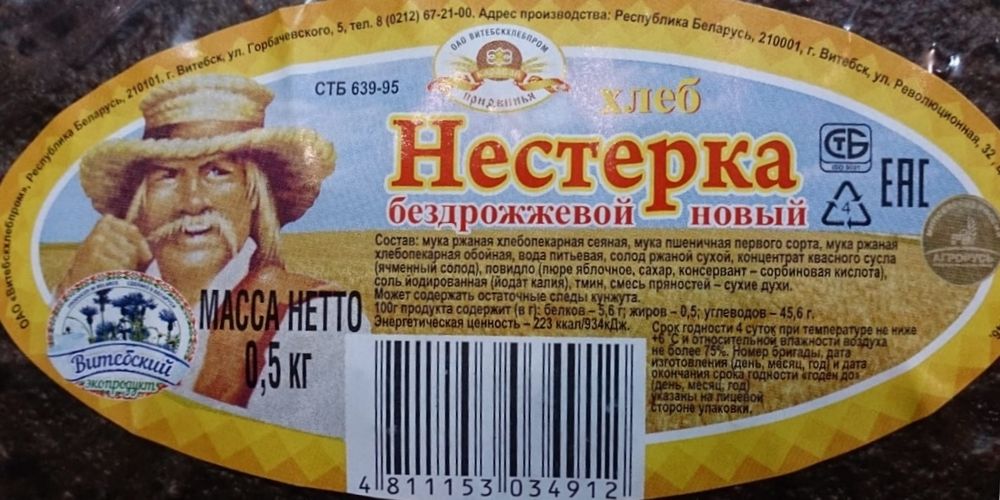 ОАО «Витебскхлебпром», Республика Беларусь, 210101, г. Витебск, ул. Горбачевского, 5, тел. 8 (0212) 67-21-00. Адрес производства: Республика Беларусь, 210001, г. Витебск, ул. Революционная, 32
СТБ 639-95
ОАО ВИТЕБСКХЛЕБПРОМ
ПРИДВИНЬЯ
хлеб
Нестерка
бездрожжевой новый
СТБ
ISO 9001
4
ЕАС
АГРОРУСЬ
Состав: мука ржаная хлебопекарная сеяная, мука пшеничная первого сорта, мука ржаная
хлебопекарная обойная, вода питьевая, солод ржаной сухой, концентрат квасного сусла
(ячменный солод), повидло (пюре яблочное, сахар, консервант – сорбиновая кислота),
соль йодированная (йодат калия), тмин, смесь пряностей – сухие духи.
Может содержать остаточные следы кунжута.
100г продукта содержит (в г): белков – 5,6 г; жиров – 0,5; углеводов – 45,6 г.
Энергетическая ценность – 223 ккал/934кДж.
Срок годности 4 суток при температуре не ниже
+6 °С и относительной влажности воздуха
не более 75%. Номер бригады, дата
изготовления (день, месяц, год) и дата
окончания срока годности «годен до»
(день, месяц, год)
указаны на лицевой
стороне упаковки.
МАССА НЕТТО
0,5 кг
Витебский
экопродукт
4 811153 034912